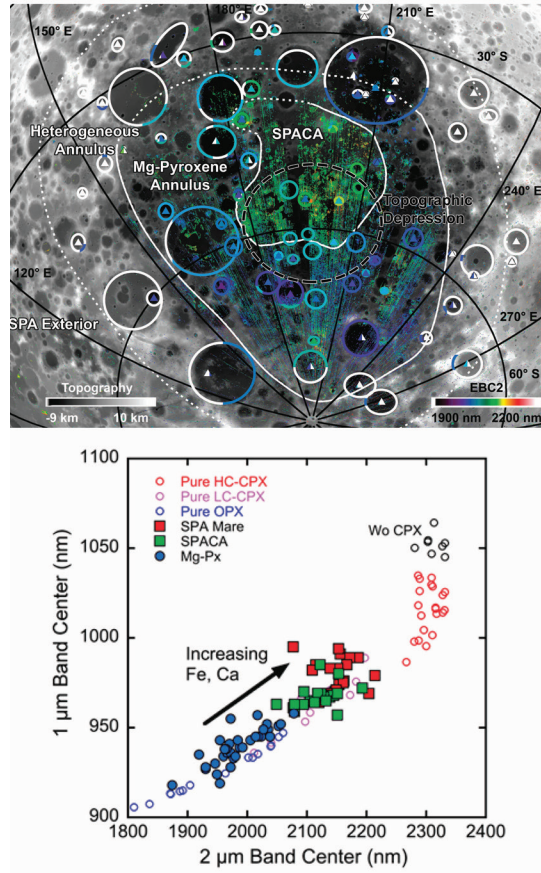 150° E
180° E
210° E
30° S
Heterogeneous
Annulus
SPACA
Mg-Pyroxene
Annulus
Topographic
Depression
240° E
120° E
SPA Exterior
270° E
60° S
Topography
-9 km
10 km
EBC2
1900 nm
2200 nm
1100
1050
1000
950
900
1 μm Band Center (nm)
Pure HC-CPX
Pure LC-CPX
Pure OPX
SPA Mare
SPACA
Mg-Px
Wo CPX
Increasing
Fe, Ca
1800
1900
2000
2100
2200
2300
2400
2 μm Band Center (nm)